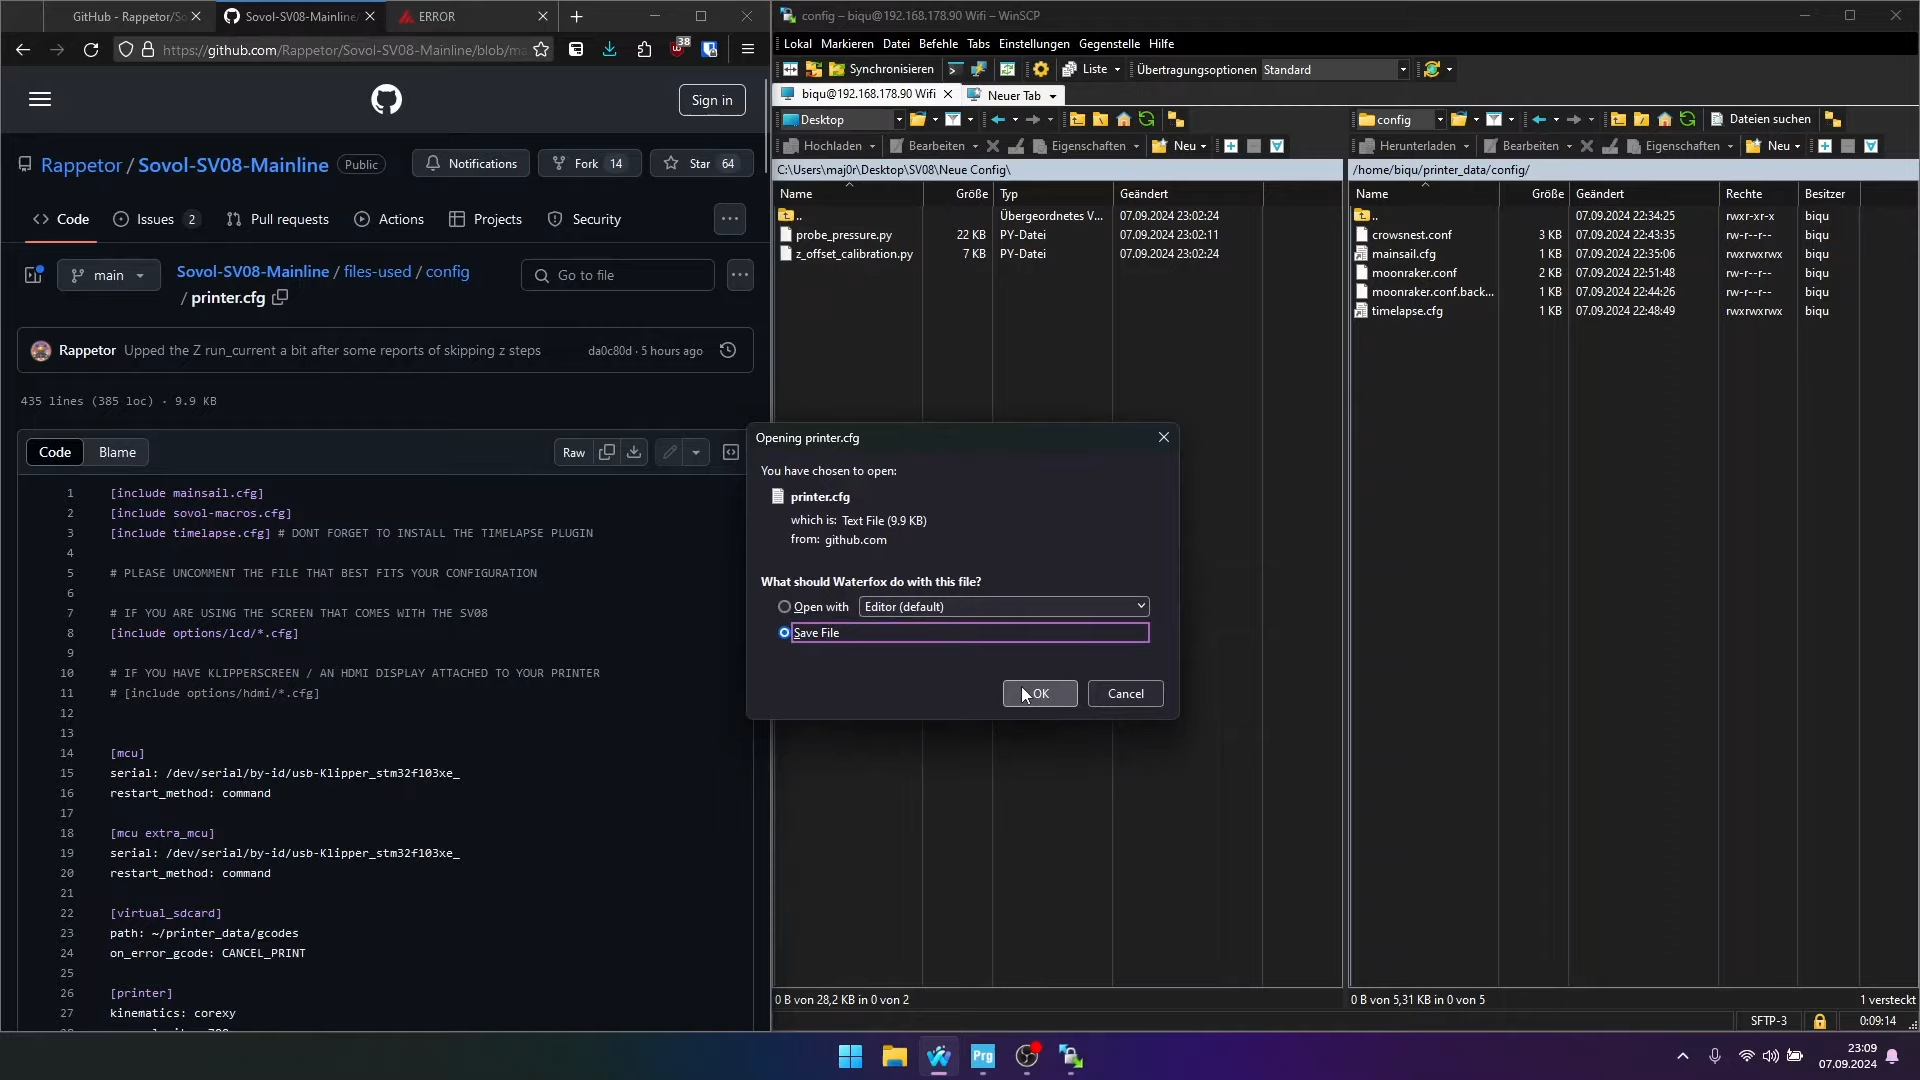 GitHub - Rappetor/So
Sovol-SV08-Mainline/
ERROR
https://github.com/Rappetor/Sovol-SV08-Mainline/blob/ma
38
Sign in
Rappetor / Sovol-SV08-Mainline Public
Notifications
Fork 14
Star 64
Code
Issues 2
Pull requests
Actions
Projects
Security
main
Sovol-SV08-Mainline / files-used / config
/ printer.cfg
Go to file
Rappetor Upped the Z run_current a bit after some reports of skipping z steps
da0c80d · 5 hours ago
435 lines (385 loc) · 9.9 KB
Code
Blame
Raw
1 [include mainsail.cfg]
2 [include sovol-macros.cfg]
3 [include timelapse.cfg] # DONT FORGET TO INSTALL THE TIMELAPSE PLUGIN
4
5 # PLEASE UNCOMMENT THE FILE THAT BEST FITS YOUR CONFIGURATION
6
7 # IF YOU ARE USING THE SCREEN THAT COMES WITH THE SV08
8 [include options/lcd/*.cfg]
9
10 # IF YOU HAVE KLIPPERSCREEN / AN HDMI DISPLAY ATTACHED TO YOUR PRINTER
11 # [include options/hdmi/*.cfg]
12
13
14 [mcu]
15 serial: /dev/serial/by-id/usb-Klipper_stm32f103xe_
16 restart_method: command
17
18 [mcu extra_mcu]
19 serial: /dev/serial/by-id/usb-Klipper_stm32f103xe_
20 restart_method: command
21
22 [virtual_sdcard]
23 path: ~/printer_data/gcodes
24 on_error_gcode: CANCEL_PRINT
25
26 [printer]
27 kinematics: corexy
config – biqu@192.168.178.90 Wifi – WinSCP
Lokal Markieren Datei Befehle Tabs Einstellungen Gegenstelle Hilfe
Synchronisieren
Liste
Übertragungsoptionen Standard
biqu@192.168.178.90 Wifi
Neuer Tab
Desktop
Hochladen
Bearbeiten
Eigenschaften
Neu
C:\Users\maj0r\Desktop\SV08\Neue Config\
Name Größe Typ Geändert
.. Übergeordnetes V... 07.09.2024 23:02:24
probe_pressure.py 22 KB PY-Datei 07.09.2024 23:02:11
z_offset_calibration.py 7 KB PY-Datei 07.09.2024 23:02:24
0 B von 28,2 KB in 0 von 2
config
Dateien suchen
Herunterladen
Bearbeiten
Eigenschaften
Neu
/home/biqu/printer_data/config/
Name Größe Geändert Rechte Besitzer
.. 07.09.2024 22:34:25 rwxr-xr-x biqu
crowsnest.conf 3 KB 07.09.2024 22:43:35 rw-r--r-- biqu
mainsail.cfg 1 KB 07.09.2024 22:35:06 rwxrwxrwx biqu
moonraker.conf 2 KB 07.09.2024 22:51:48 rw-r--r-- biqu
moonraker.conf.back... 1 KB 07.09.2024 22:44:26 rw-r--r-- biqu
timelapse.cfg 1 KB 07.09.2024 22:48:49 rwxrwxrwx biqu
0 B von 5,31 KB in 0 von 5
1 versteckt
SFTP-3
0:09:14
Opening printer.cfg
You have chosen to open:
printer.cfg
which is: Text File (9.9 KB)
from: github.com
What should Waterfox do with this file?
Open with Editor (default)
Save File
OK
Cancel
Prg
23:09
07.09.2024